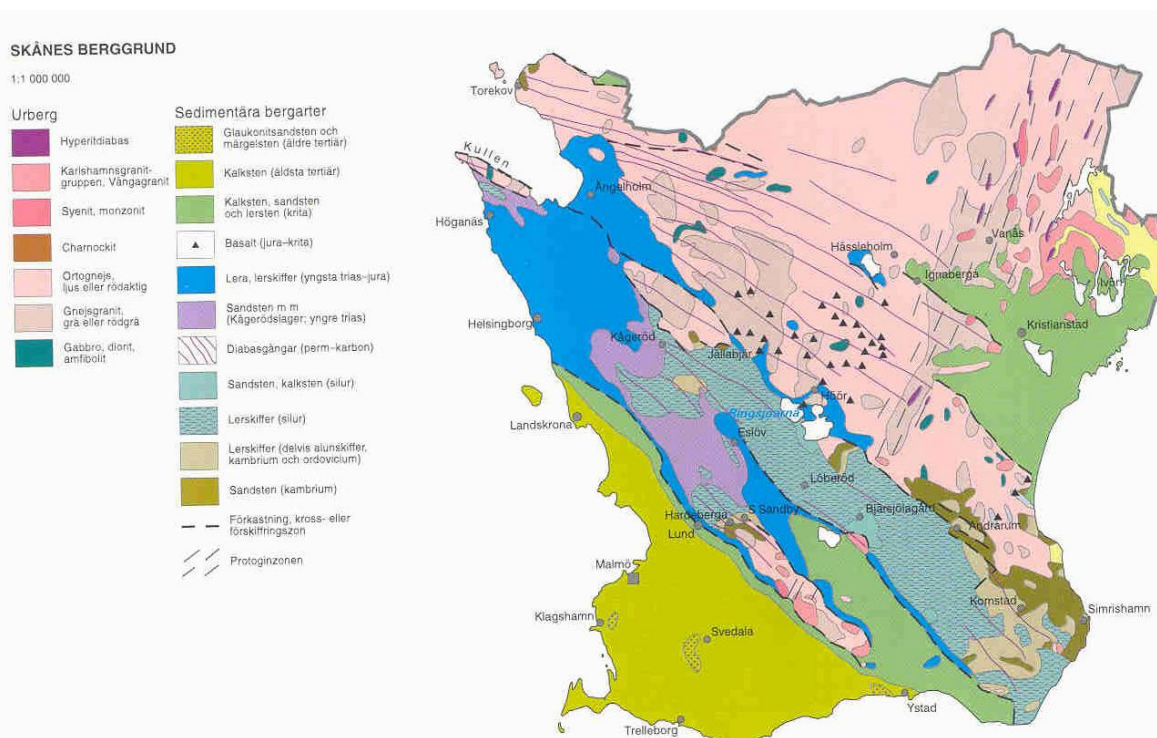 SKÅNES BERGGRUND
1:1 000 000
Urberg
Hyperitdiabas
Karlshamnsgranit-
gruppen, Vångagranit
Syenit, monzonit
Charnockit
Ortognejs,
ljus eller rödaktig
Gnejsgranit,
grå eller rödgrå
Gabbro, diorit,
amfibolit
Sedimentära bergarter
Glaukonitsandsten och
märgelsten (äldre tertiär)
Kalksten (äldsta tertiär)
Kalksten, sandsten
och lersten (krita)
Basalt (jura–krita)
Lera, lerskiffer (yngsta trias–jura)
Sandsten m m
(Kågerödslager; yngre trias)
Diabasgångar (perm–karbon)
Sandsten, kalksten (silur)
Lerskiffer (silur)
Lerskiffer (delvis alunskiffer,
kambrium och ordovicium)
Sandsten (kambrium)
Förkastning, kross- eller
förskiffringszon
Protoginzonen
Torekov
Kullen
Ängelholm
Höganäs
Vånås
Hässleholm
Ignaberga
Ivön
Helsingborg
Kristianstad
Kågeröd
Jällabjär
Höör
Ringsjöarna
Landskrona
Eslöv
Löberöd
S Sandby
Hardeberga
Bjärsjölagård
Lund
Andrarum
Malmö
Komstad
Simrishamn
Klagshamn
Svedala
Ystad
Trelleborg